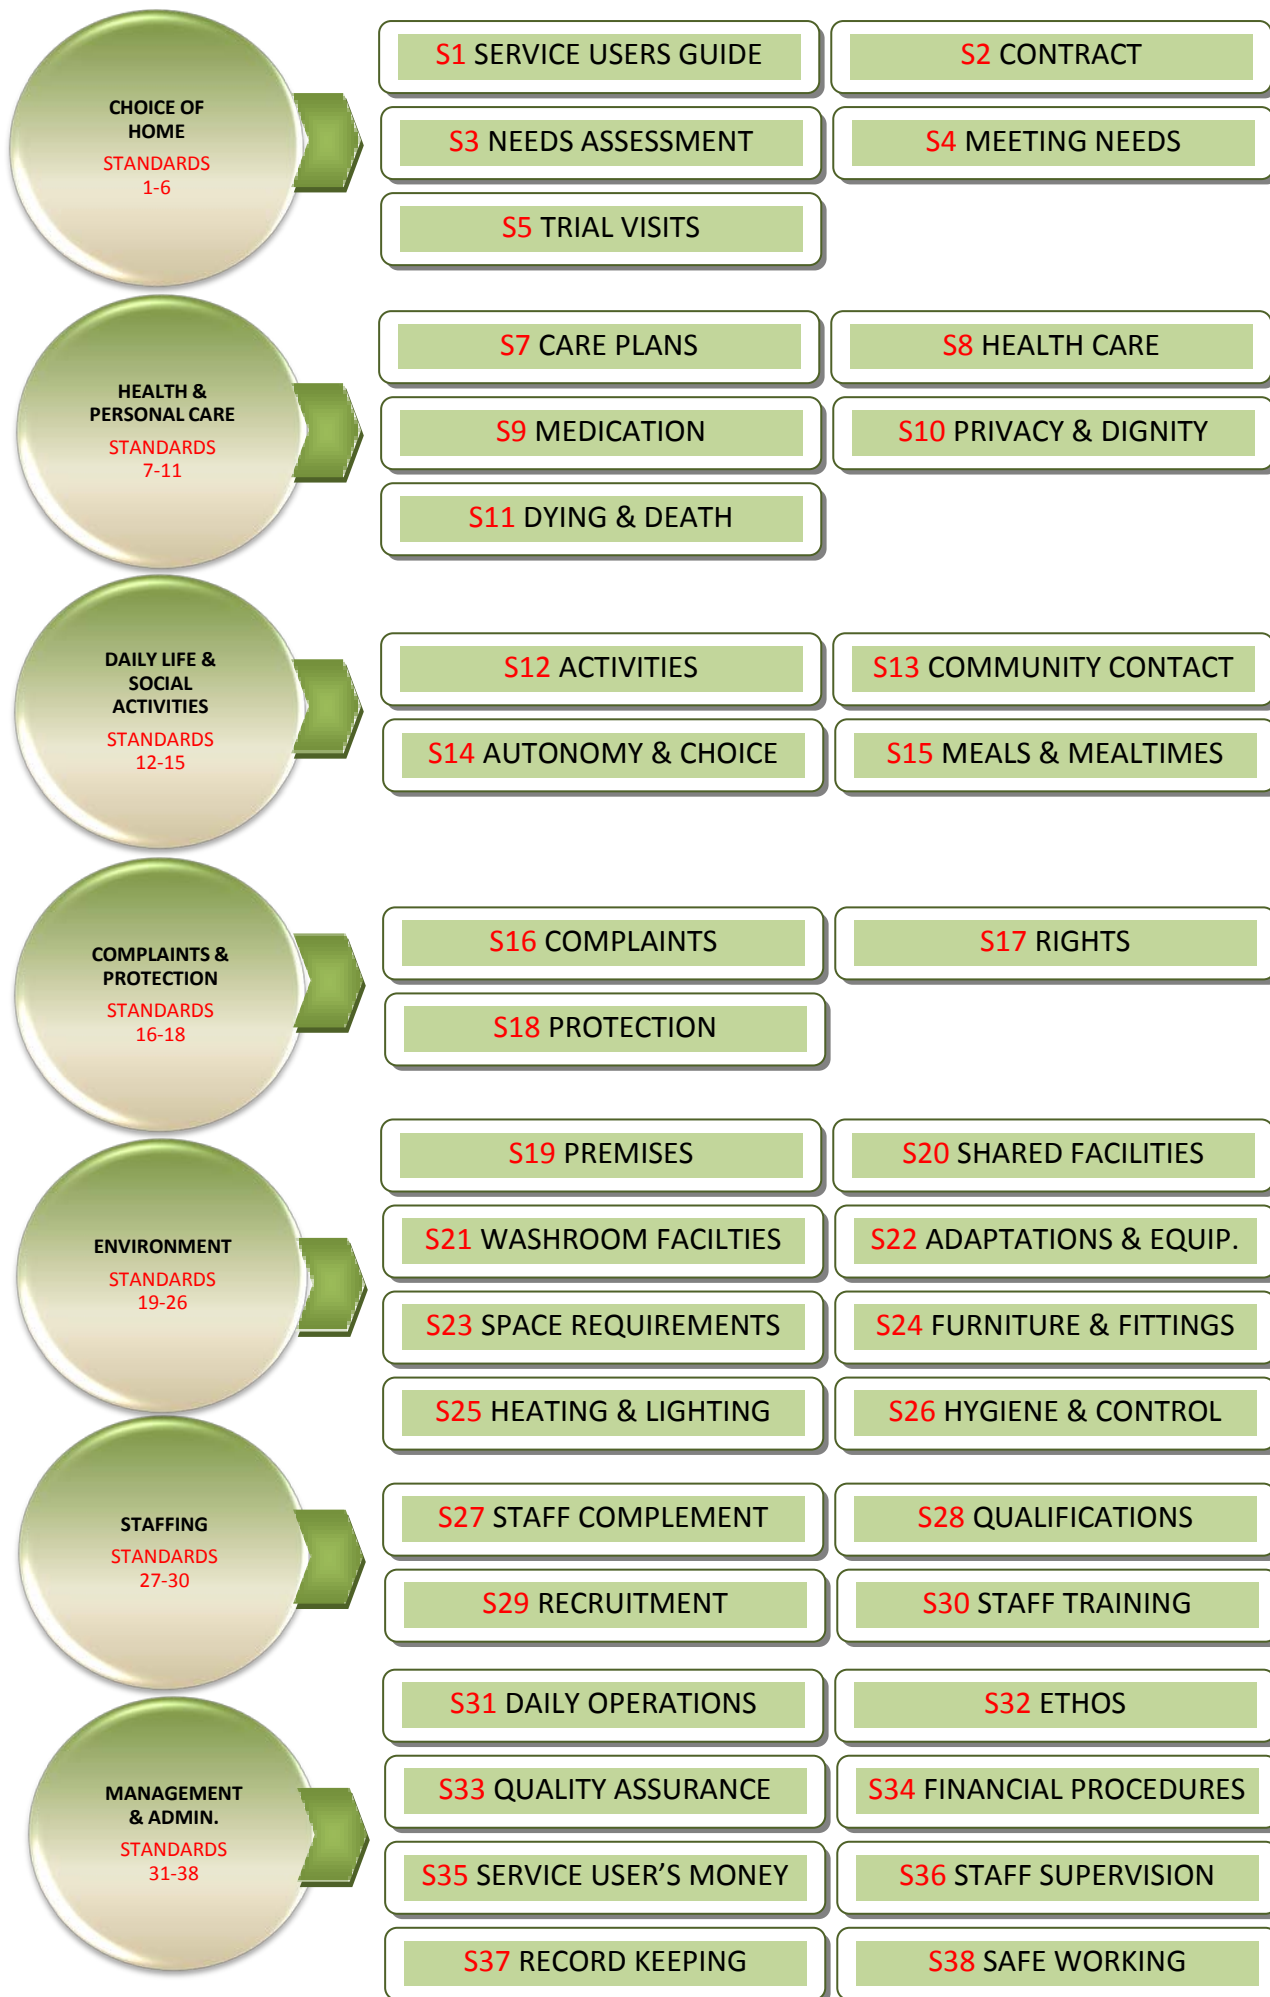 CHOICE OF
HOME
STANDARDS
1-6
S1 SERVICE USERS GUIDE
S2 CONTRACT
S3 NEEDS ASSESSMENT
S4 MEETING NEEDS
S5 TRIAL VISITS
HEALTH &
PERSONAL CARE
STANDARDS
7-11
S7 CARE PLANS
S8 HEALTH CARE
S9 MEDICATION
S10 PRIVACY & DIGNITY
S11 DYING & DEATH
DAILY LIFE &
SOCIAL
ACTIVITIES
STANDARDS
12-15
S12 ACTIVITIES
S13 COMMUNITY CONTACT
S14 AUTONOMY & CHOICE
S15 MEALS & MEALTIMES
COMPLAINTS &
PROTECTION
STANDARDS
16-18
S16 COMPLAINTS
S17 RIGHTS
S18 PROTECTION
ENVIRONMENT
STANDARDS
19-26
S19 PREMISES
S20 SHARED FACILITIES
S21 WASHROOM FACILTIES
S22 ADAPTATIONS & EQUIP.
S23 SPACE REQUIREMENTS
S24 FURNITURE & FITTINGS
S25 HEATING & LIGHTING
S26 HYGIENE & CONTROL
STAFFING
STANDARDS
27-30
S27 STAFF COMPLEMENT
S28 QUALIFICATIONS
S29 RECRUITMENT
S30 STAFF TRAINING
MANAGEMENT
& ADMIN.
STANDARDS
31-38
S31 DAILY OPERATIONS
S32 ETHOS
S33 QUALITY ASSURANCE
S34 FINANCIAL PROCEDURES
S35 SERVICE USER’S MONEY
S36 STAFF SUPERVISION
S37 RECORD KEEPING
S38 SAFE WORKING